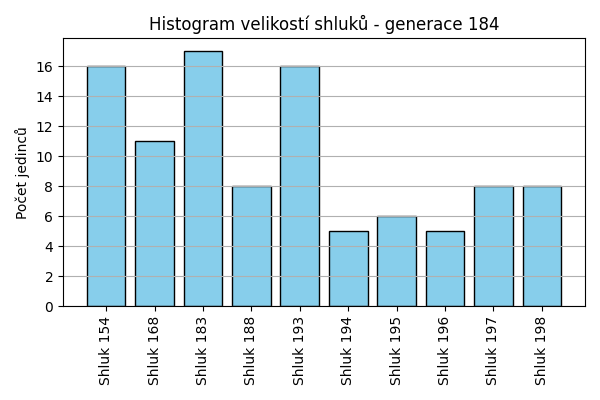 Histogram velikostí shluků - generace 184
Počet jedinců
16
14
12
10
8
6
4
2
0
Shluk 154
Shluk 168
Shluk 183
Shluk 188
Shluk 193
Shluk 194
Shluk 195
Shluk 196
Shluk 197
Shluk 198